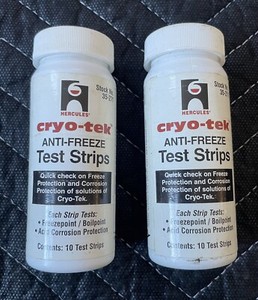 Stock No.
HERCULES
cryo-tek
ANTI-FREEZE
Test Strips
Quick check on Freeze
Protection and Corrosion
Protection of solutions of
Cryo-Tek.
Each Strip Tests:
• Freezepoint / Boilpoint
• Acid Corrosion Protection
Contents: 10 Test Strips
Stock No.
HERCULES
cryo-tek
ANTI-FREEZE
Test Strips
Quick check on Freeze
Protection and Corrosion
Protection of solutions of
Cryo-Tek.
Each Strip Tests:
• Freezepoint / Boilpoint
• Acid Corrosion Protection
Contents: 10 Test Strips